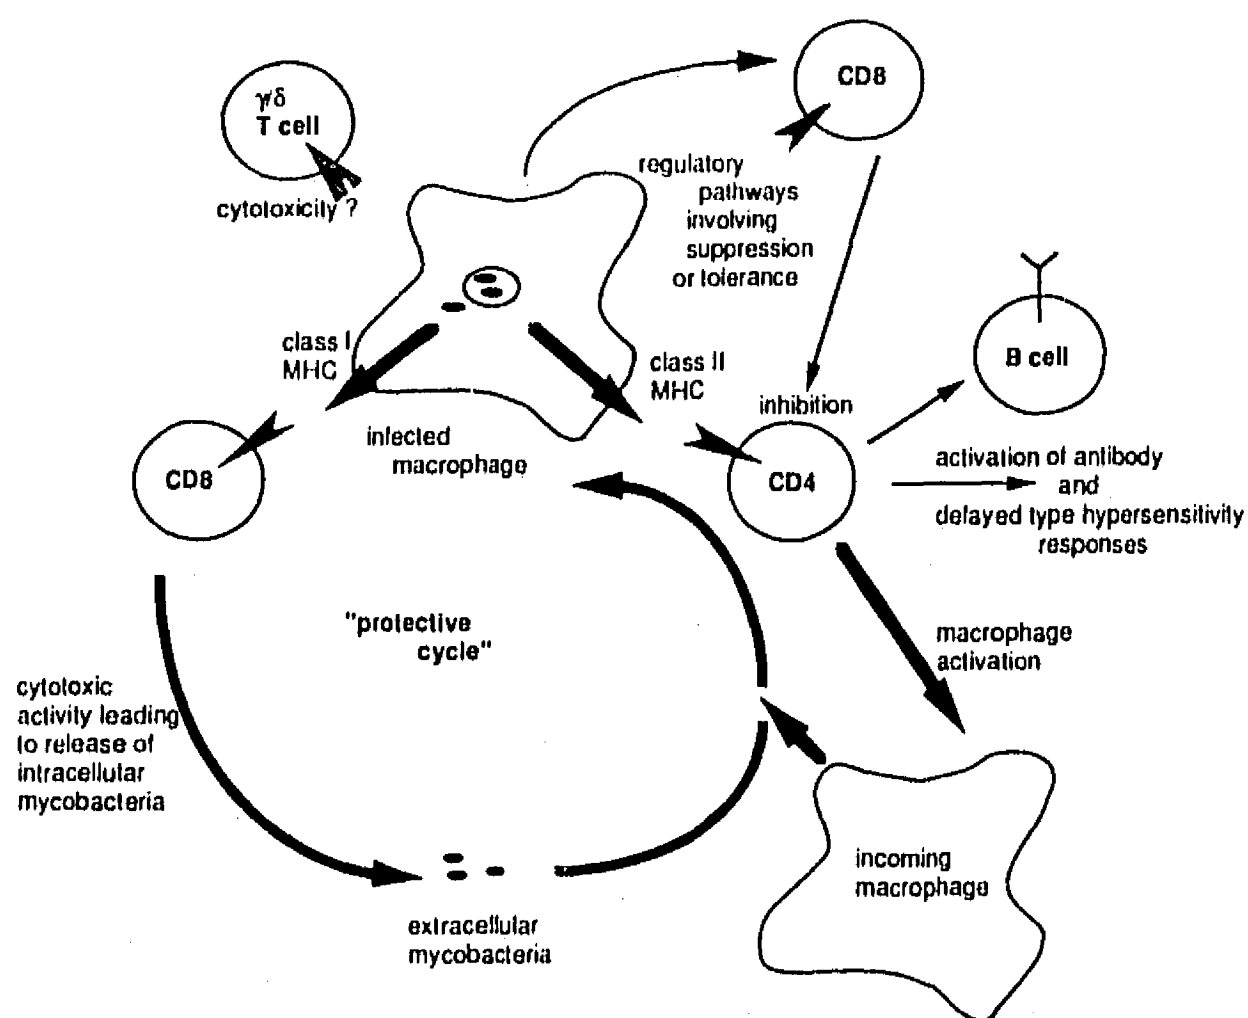 γ/δ
T cell
cytotoxicity ?
CD8
regulatory
pathways
involving
suppression
or tolerance
class I
MHC
class II
MHC
inhibition
B cell
infected
macrophage
CD8
CD4
activation of antibody
and
delayed type hypersensitivity
responses
"protective
cycle"
macrophage
activation
cytotoxic
activity leading
to release of
intracellular
mycobacteria
incoming
macrophage
extracellular
mycobacteria